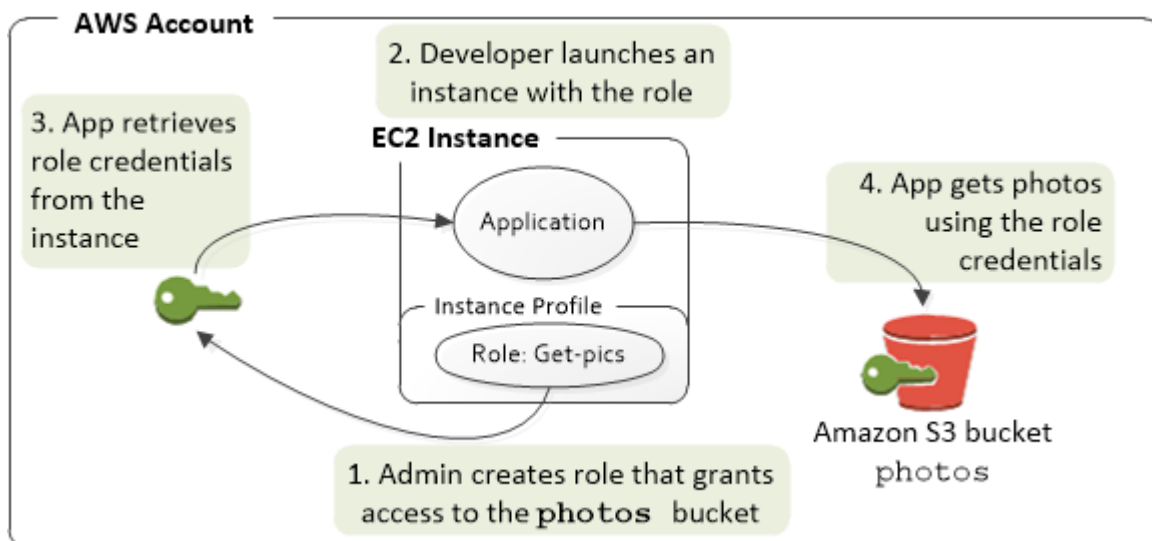 AWS Account
2. Developer launches an
instance with the role
3. App retrieves
role credentials
from the
instance
EC2 Instance
Application
4. App gets photos
using the role
credentials
Instance Profile
Role: Get-pics
Amazon S3 bucket
photos
1. Admin creates role that grants
access to the photos bucket